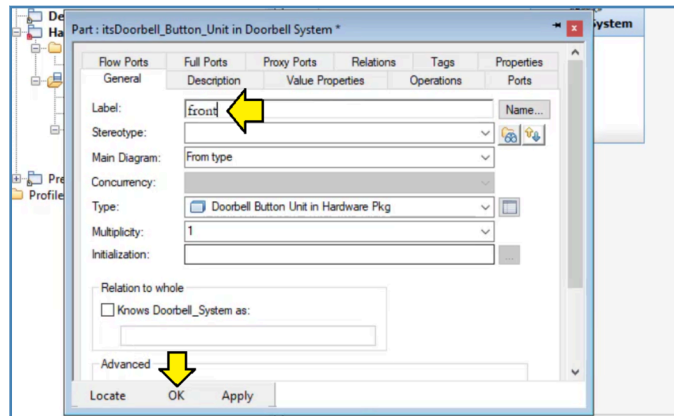 De
Ha
Part : itsDoorbell_Button_Unit in Doorbell System *
ystem
Flow Ports Full Ports Proxy Ports Relations Tags Properties
General Description Value Properties Operations Ports
Label: front Name...
Stereotype:
Main Diagram: From type
Concurrency:
Type: Doorbell Button Unit in Hardware Pkg
Multiplicity: 1
Initialization: ...
Pre
Profile
Relation to whole
Knows Doorbell_System as:
Advanced
Locate OK Apply